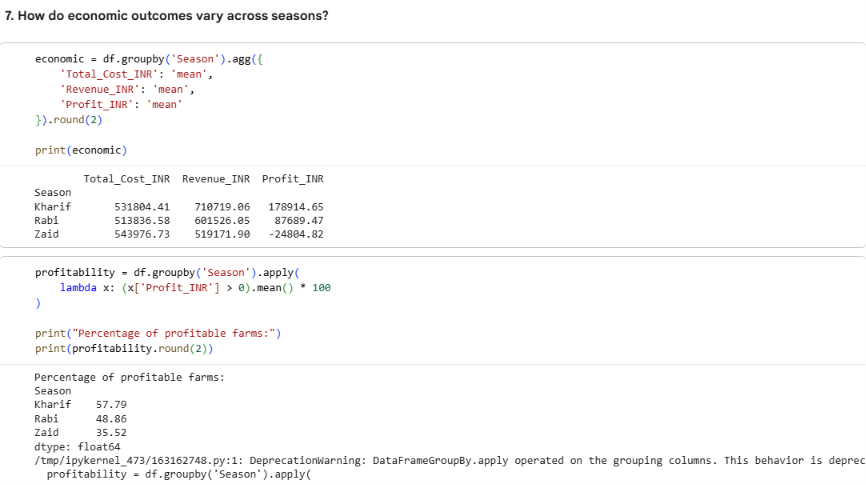 7. How do economic outcomes vary across seasons?
economic = df.groupby('Season').agg({
    'Total_Cost_INR': 'mean',
    'Revenue_INR': 'mean',
    'Profit_INR': 'mean'
}).round(2)
print(economic)
        Total_Cost_INR  Revenue_INR  Profit_INR
Season
Kharif       531804.41    710719.06   178914.65
Rabi         513836.58    601526.05    87689.47
Zaid         543976.73    519171.90   -24804.82
profitability = df.groupby('Season').apply(
    lambda x: (x['Profit_INR'] > 0).mean() * 100
)
print("Percentage of profitable farms:")
print(profitability.round(2))
Percentage of profitable farms:
Season
Kharif    57.79
Rabi      48.86
Zaid      35.52
dtype: float64
/tmp/ipykernel_473/163162748.py:1: DeprecationWarning: DataFrameGroupBy.apply operated on the grouping columns. This behavior is deprec
  profitability = df.groupby('Season').apply(